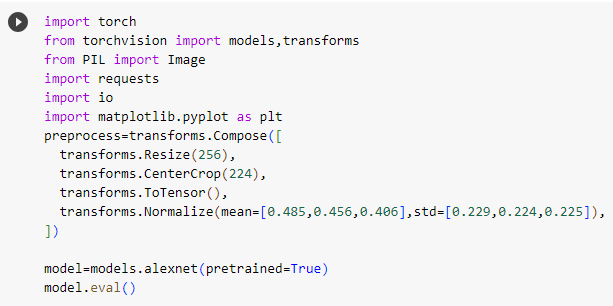 import torch
from torchvision import models,transforms
from PIL import Image
import requests
import io
import matplotlib.pyplot as plt
preprocess=transforms.Compose([
  transforms.Resize(256),
  transforms.CenterCrop(224),
  transforms.ToTensor(),
  transforms.Normalize(mean=[0.485,0.456,0.406],std=[0.229,0.224,0.225]),
])

model=models.alexnet(pretrained=True)
model.eval()